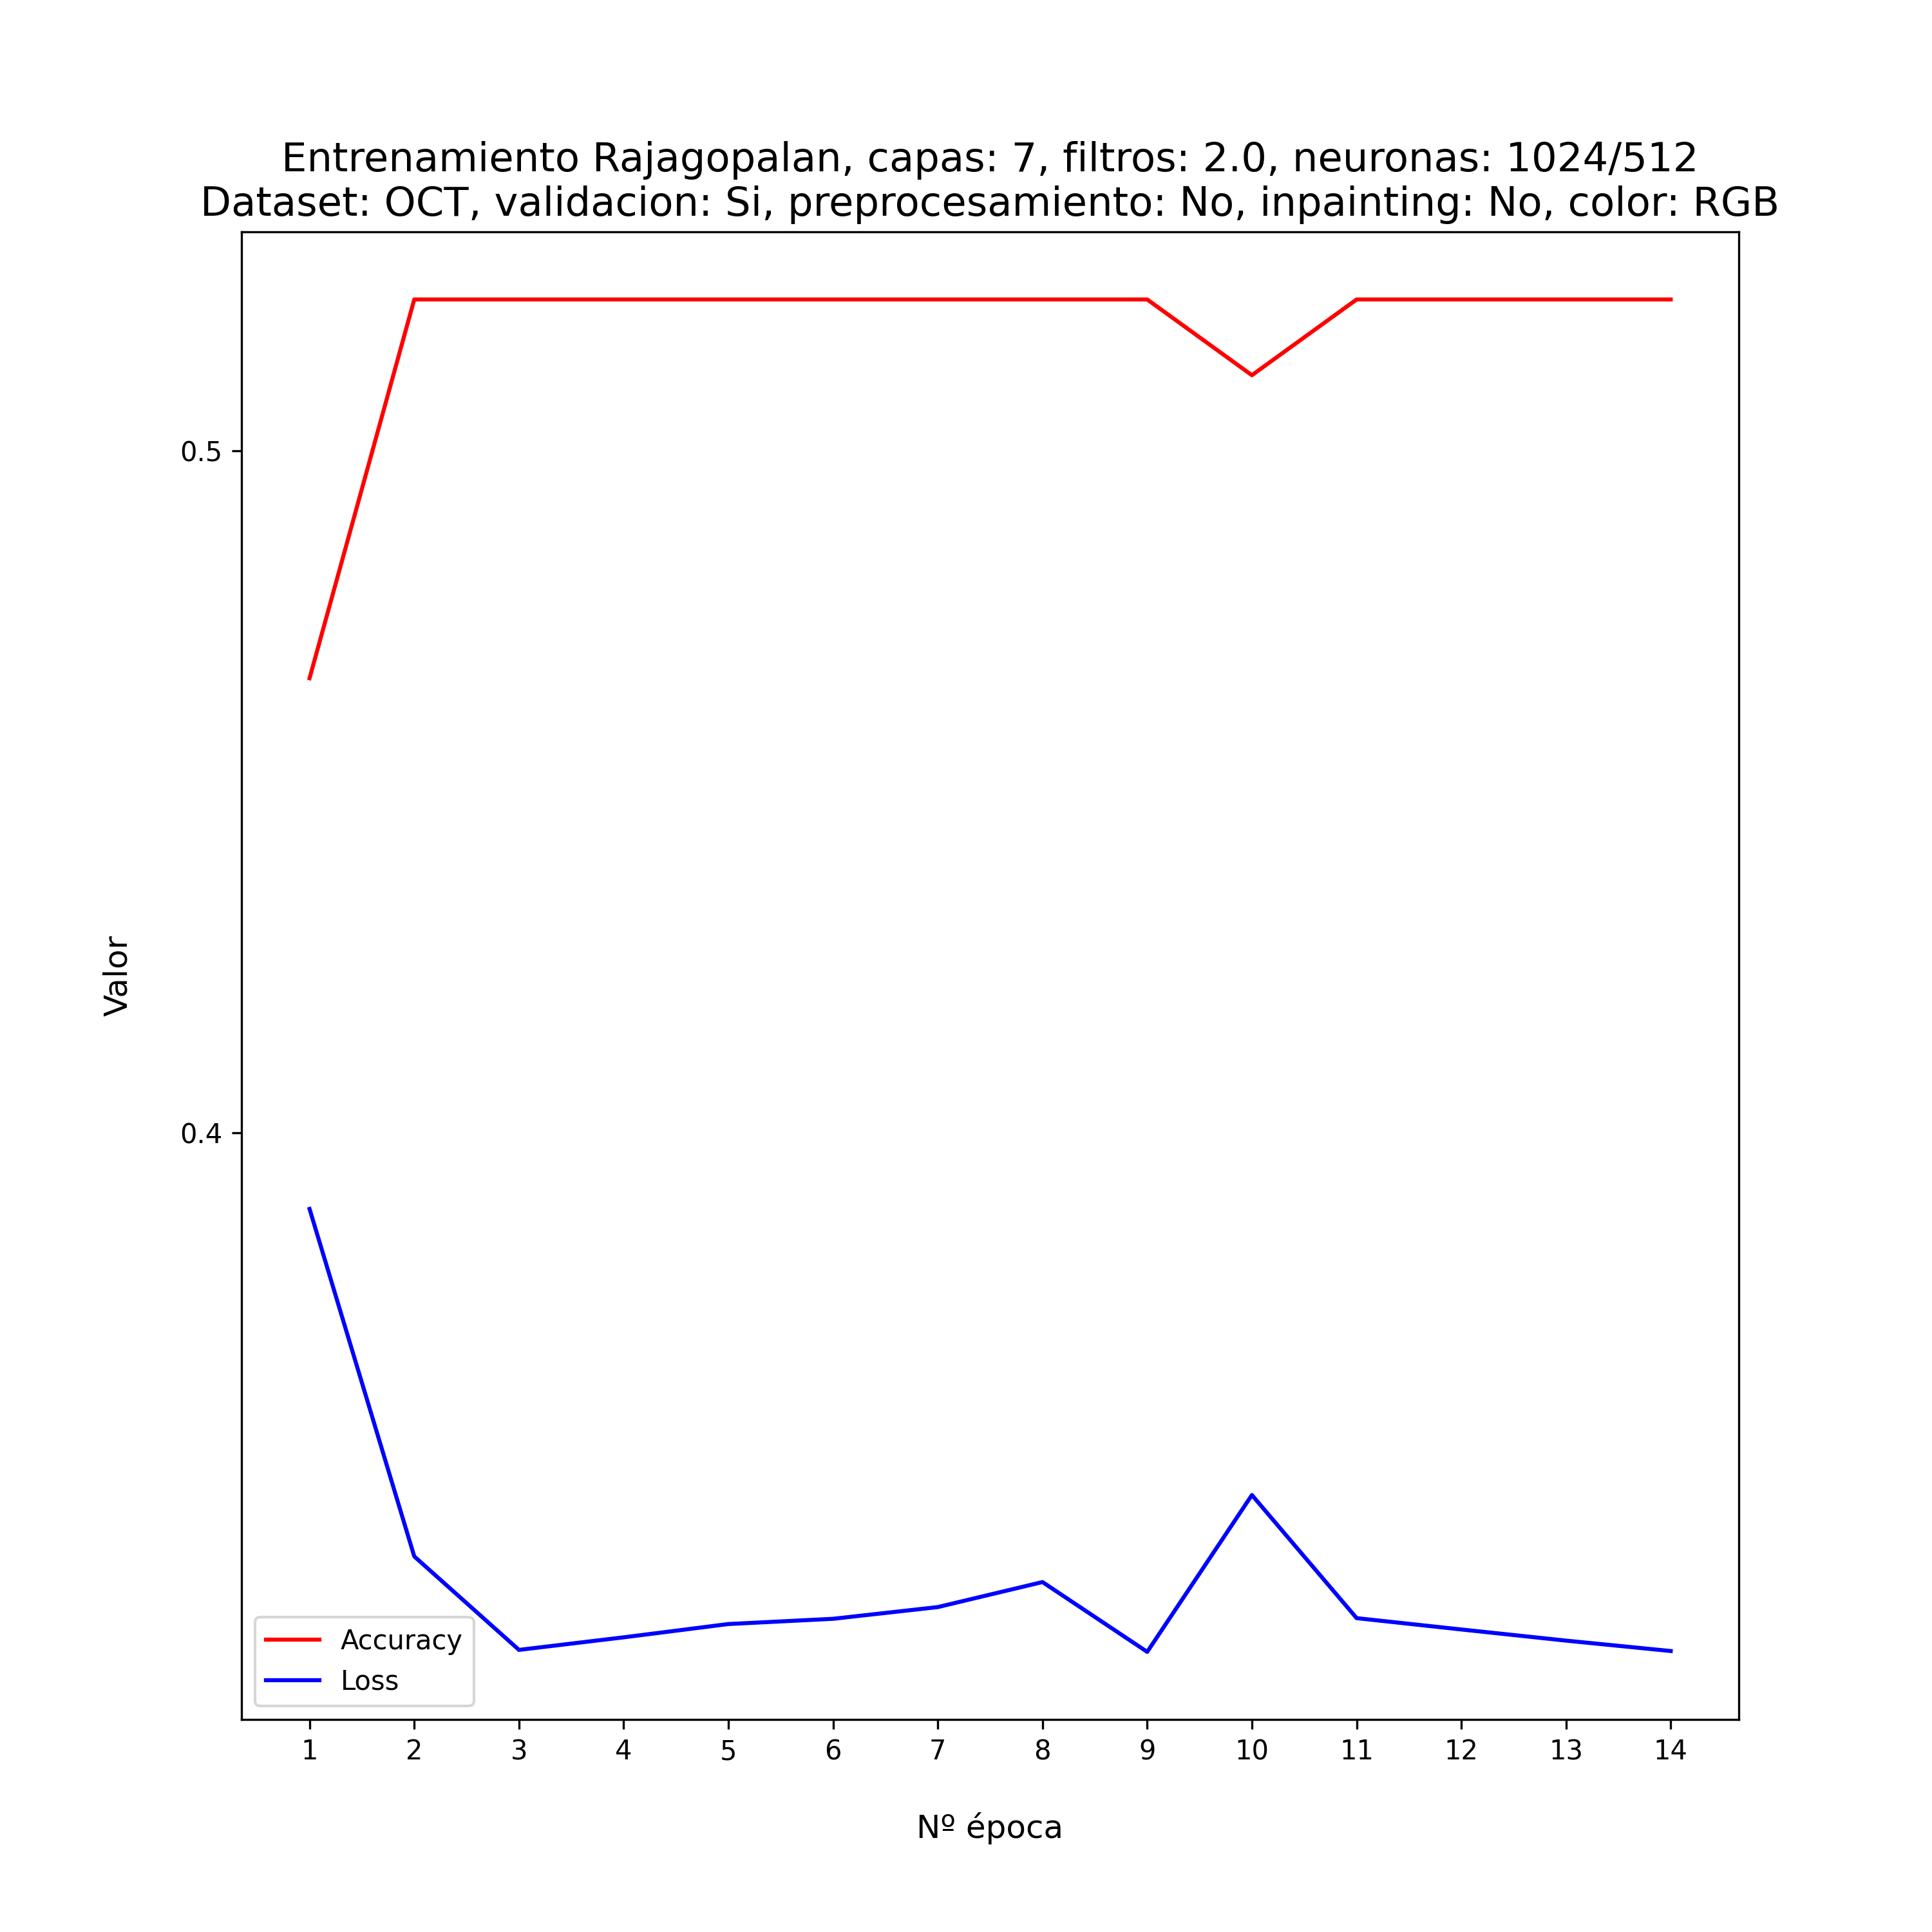 Entrenamiento Rajagopalan, capas: 7, filtros: 2.0, neuronas: 1024/512
Dataset: OCT, validacion: Si, preprocesamiento: No, inpainting: No, color: RGB
0.5
Valor
0.4
Accuracy
Loss
1 2 3 4 5 6 7 8 9 10 11 12 13 14
Nº época